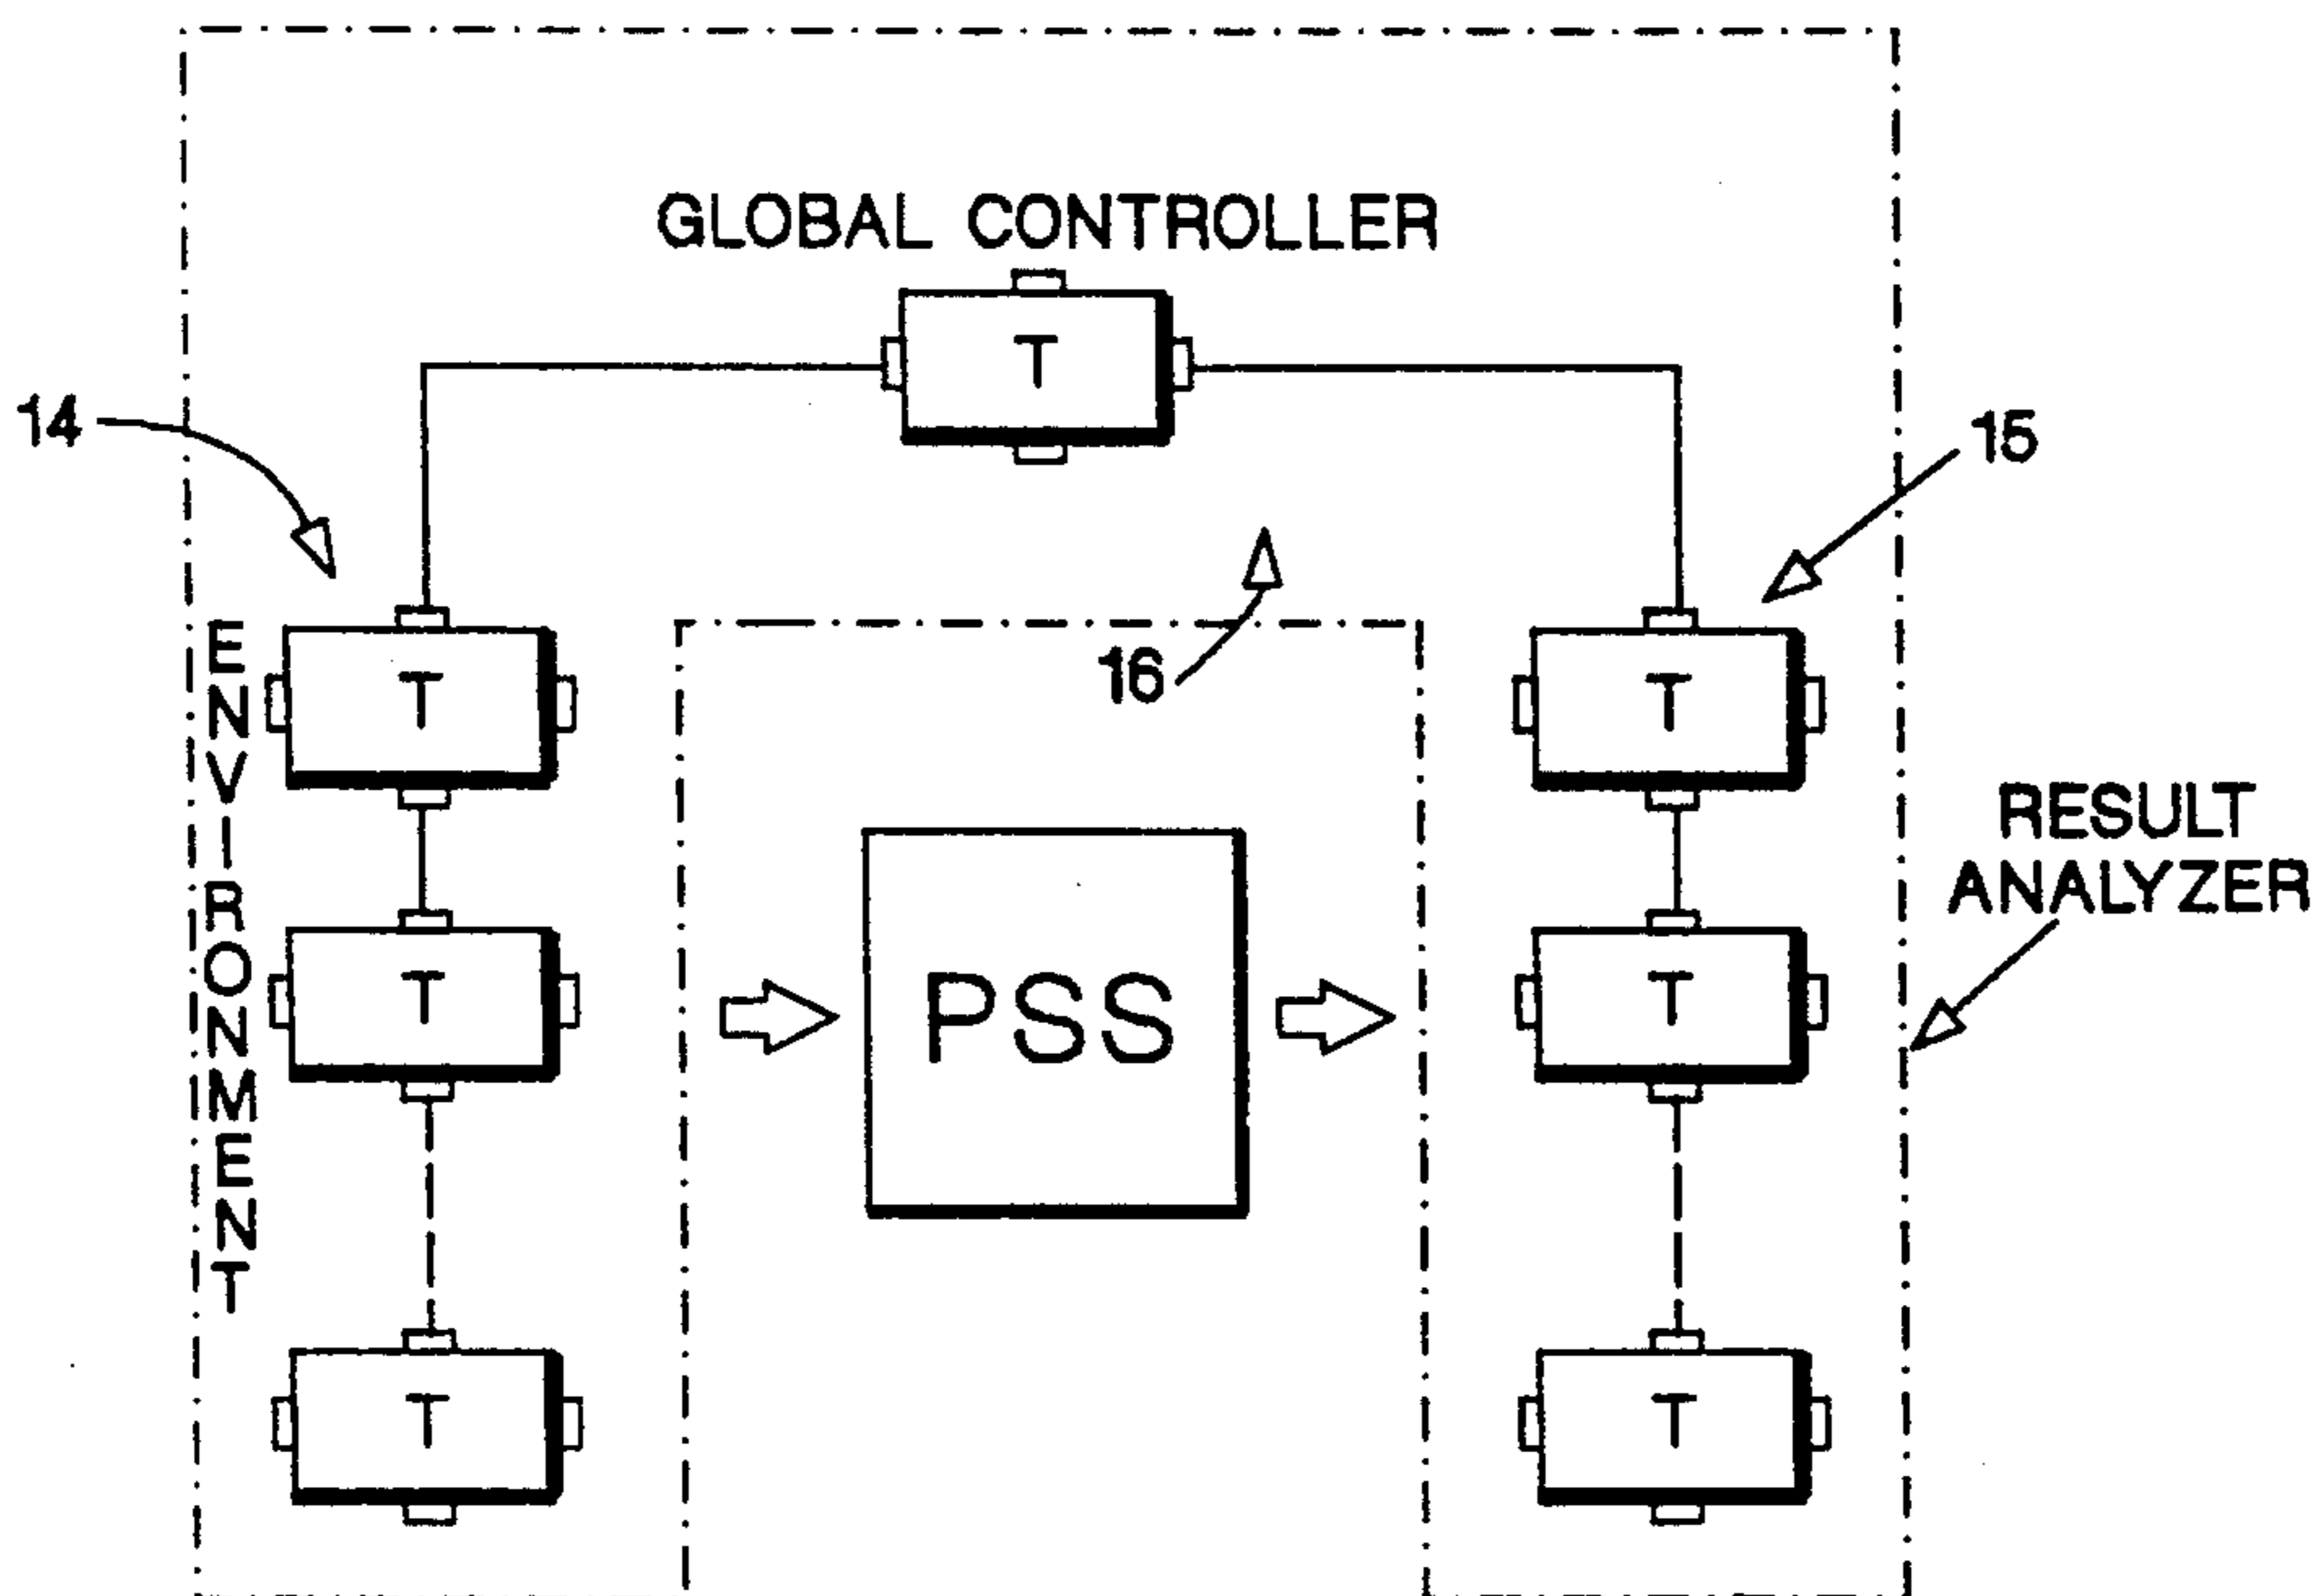 GLOBAL CONTROLLER
T
14
15
ENVIRONMENT
T
16
T
RESULT
ANALYZER
T
PSS
T
T
T